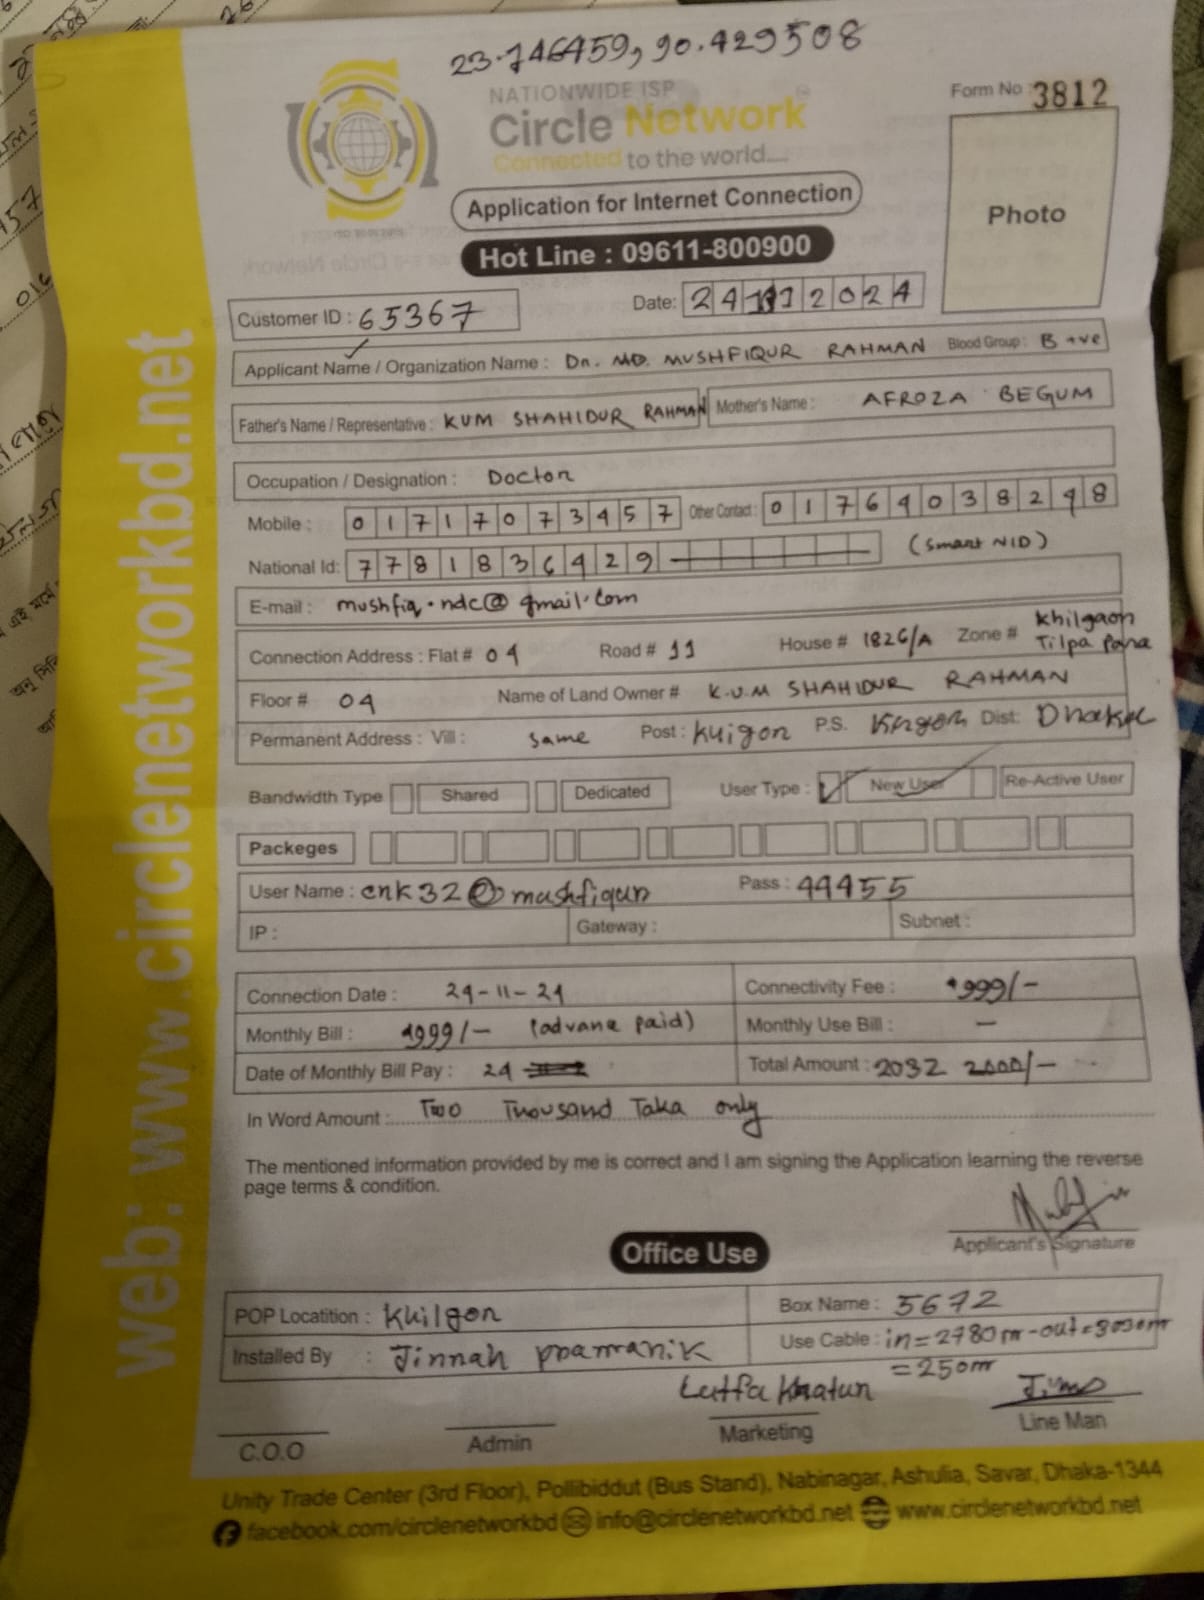 23.746459, 90.429508
NATIONWIDE ISP
Circle Network
Connected to the world....
Form No 3812
Photo
Application for Internet Connection
Hot Line : 09611-800900
Customer ID : 65367
Date: 24 2024
Applicant Name / Organization Name : Dr. MD. MUSHFIQUR RAHMAN Blood Group : B +ve
Father's Name / Representative : KUM SHAHIDUR RAHMAN Mother's Name : AFROZA BEGUM
Occupation / Designation : Doctor
Mobile : 01717073457 Other Contact : 01764038248
National Id: 7781836429 (Smart NID)
E-mail : mushfiq.ndc@gmail.com
Connection Address : Flat # 04 Road # 11 House # 1826/A Zone # Khilgaon
Tilpa Para
Floor # 04 Name of Land Owner # K.U.M SHAHIDUR RAHMAN
Permanent Address : Vill : Same Post : Kuigon P.S. Dist: Dhaka
Bandwidth Type Shared Dedicated User Type : New User Re-Active User
Packeges
User Name : cnk32@mushfiqur Pass : 44455
IP : Gateway : Subnet :
Connection Date : 24-11-24 Connectivity Fee : 999/-
Monthly Bill : 999/- (advane paid) Monthly Use Bill : —
Date of Monthly Bill Pay : 24 Total Amount : 2032 2000/-
In Word Amount : Two Thousand Taka only
The mentioned information provided by me is correct and I am signing the Application learning the reverse
page terms & condition.
Applicant's Signature
Office Use
POP Locatition : Khilgon Box Name : 5672
Installed By : Jinnah pramanik Use Cable : in=2780m-out=3030m
=250m
Lutfa Khatun
C.O.O Admin Marketing Line Man
Unity Trade Center (3rd Floor), Pollibiddut (Bus Stand), Nabinagar, Ashulia, Savar, Dhaka-1344
facebook.com/circlenetworkbd info@circlenetworkbd.net www.circlenetworkbd.net
web: www.circlenetworkbd.net